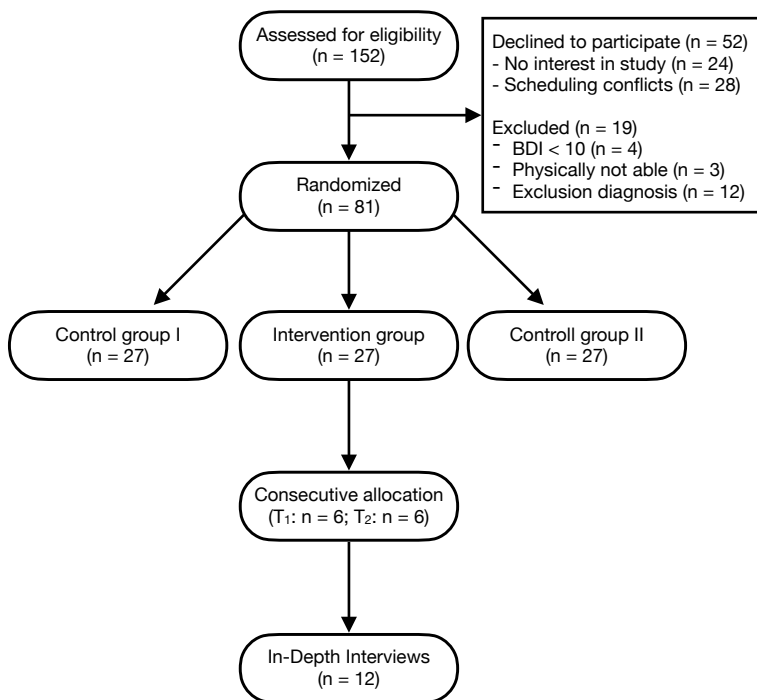 Assessed for eligibility
(n = 152)
Declined to participate (n = 52)
- No interest in study (n = 24)
- Scheduling conflicts (n = 28)
Excluded (n = 19)
- BDI < 10 (n = 4)
- Physically not able (n = 3)
- Exclusion diagnosis (n = 12)
Randomized
(n = 81)
Control group I
(n = 27)
Intervention group
(n = 27)
Controll group II
(n = 27)
Consecutive allocation
(T₁: n = 6; T₂: n = 6)
In-Depth Interviews
(n = 12)